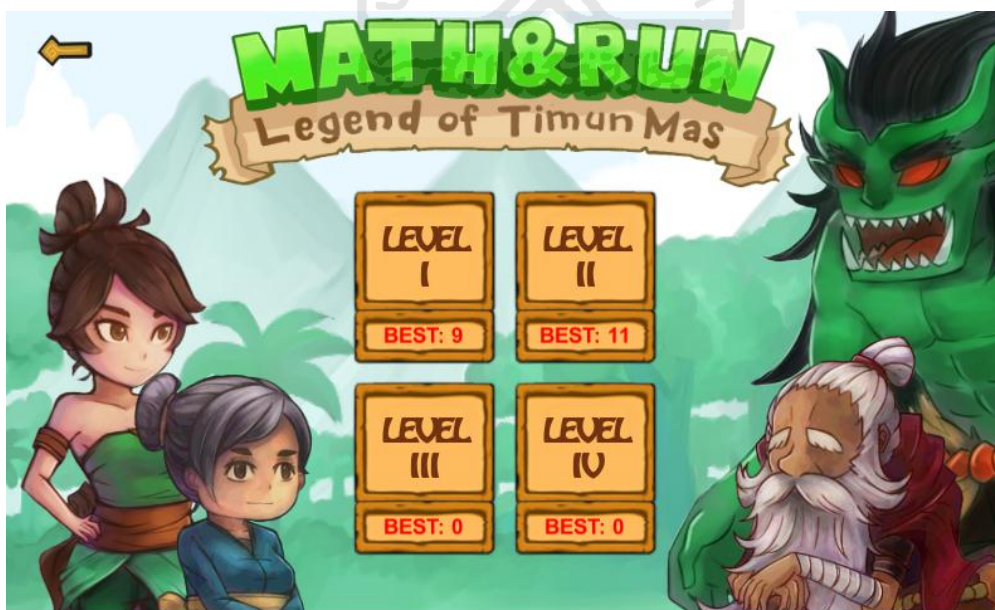 MATH&RUN
Legend of Timun Mas
LEVEL I
LEVEL II
BEST: 9
BEST: 11
LEVEL III
LEVEL IV
BEST: 0
BEST: 0